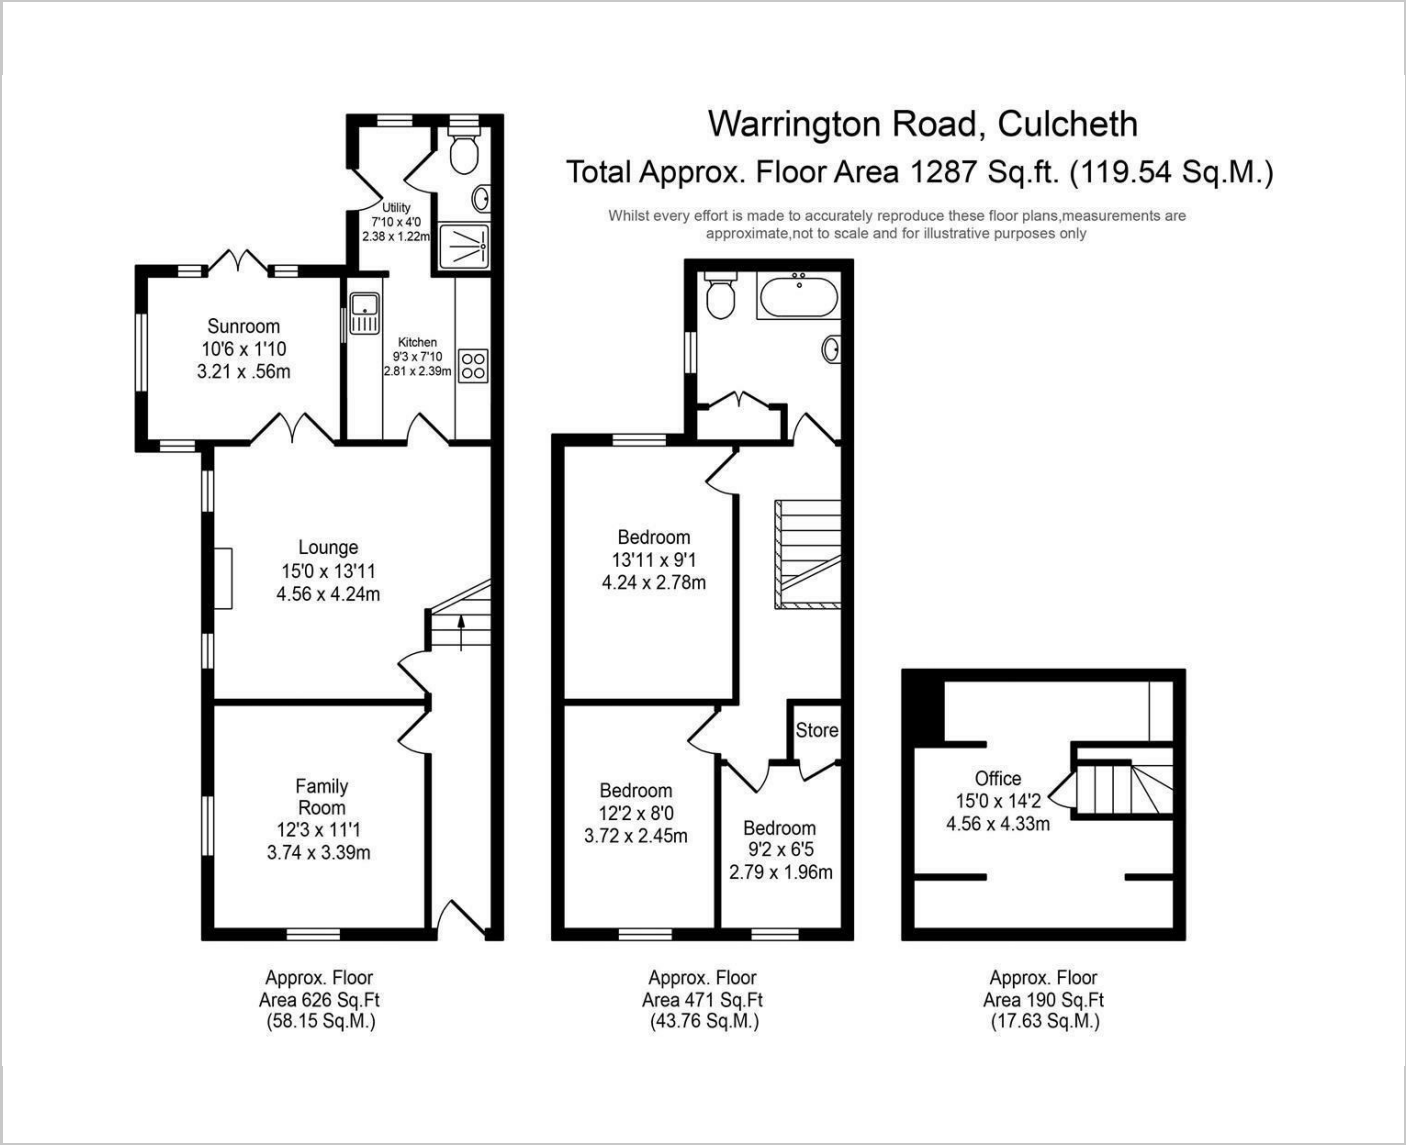 Warrington Road, Culcheth
Total Approx. Floor Area 1287 Sq.ft. (119.54 Sq.M.)
Whilst every effort is made to accurately reproduce these floor plans,measurements are
approximate,not to scale and for illustrative purposes only
Utility
7'10 x 4'0
2.38 x 1.22m
Sunroom
10'6 x 1'10
3.21 x .56m
Kitchen
9'3 x 7'10
2.81 x 2.39m
Lounge
15'0 x 13'11
4.56 x 4.24m
Family
Room
12'3 x 11'1
3.74 x 3.39m
Approx. Floor
Area 626 Sq.Ft
(58.15 Sq.M.)
Bedroom
13'11 x 9'1
4.24 x 2.78m
Store
Bedroom
12'2 x 8'0
3.72 x 2.45m
Bedroom
9'2 x 6'5
2.79 x 1.96m
Approx. Floor
Area 471 Sq.Ft
(43.76 Sq.M.)
Office
15'0 x 14'2
4.56 x 4.33m
Approx. Floor
Area 190 Sq.Ft
(17.63 Sq.M.)